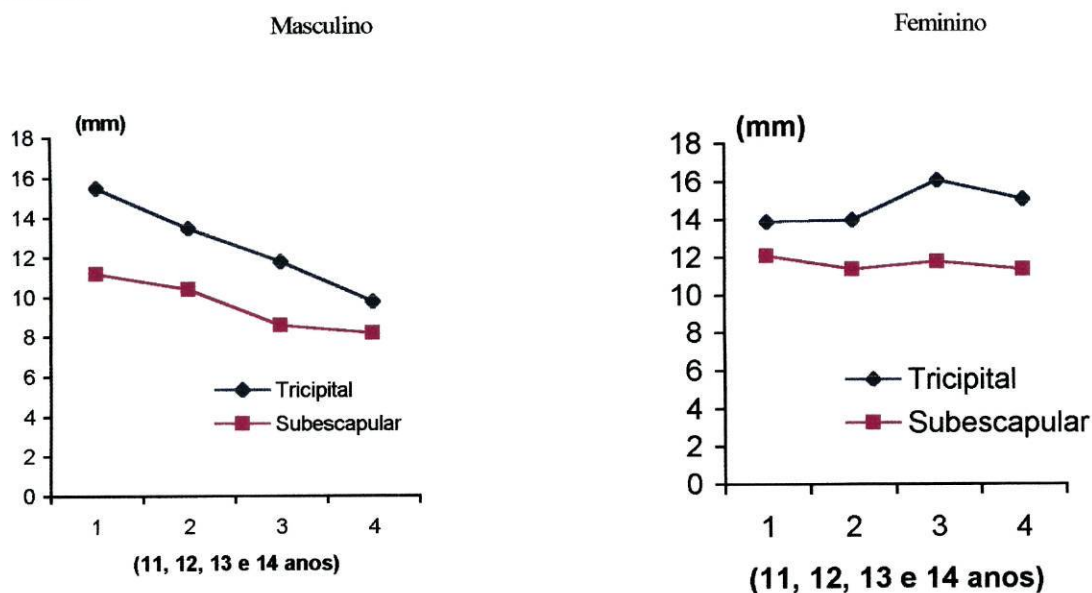 Masculino
Feminino
(mm)
18
16
14
12
10
8
6
4
2
0
Tricipital
Subescapular
1 2 3 4
(11, 12, 13 e 14 anos)
(mm)
18
16
14
12
10
8
6
4
2
0
Tricipital
Subescapular
1 2 3 4
(11, 12, 13 e 14 anos)